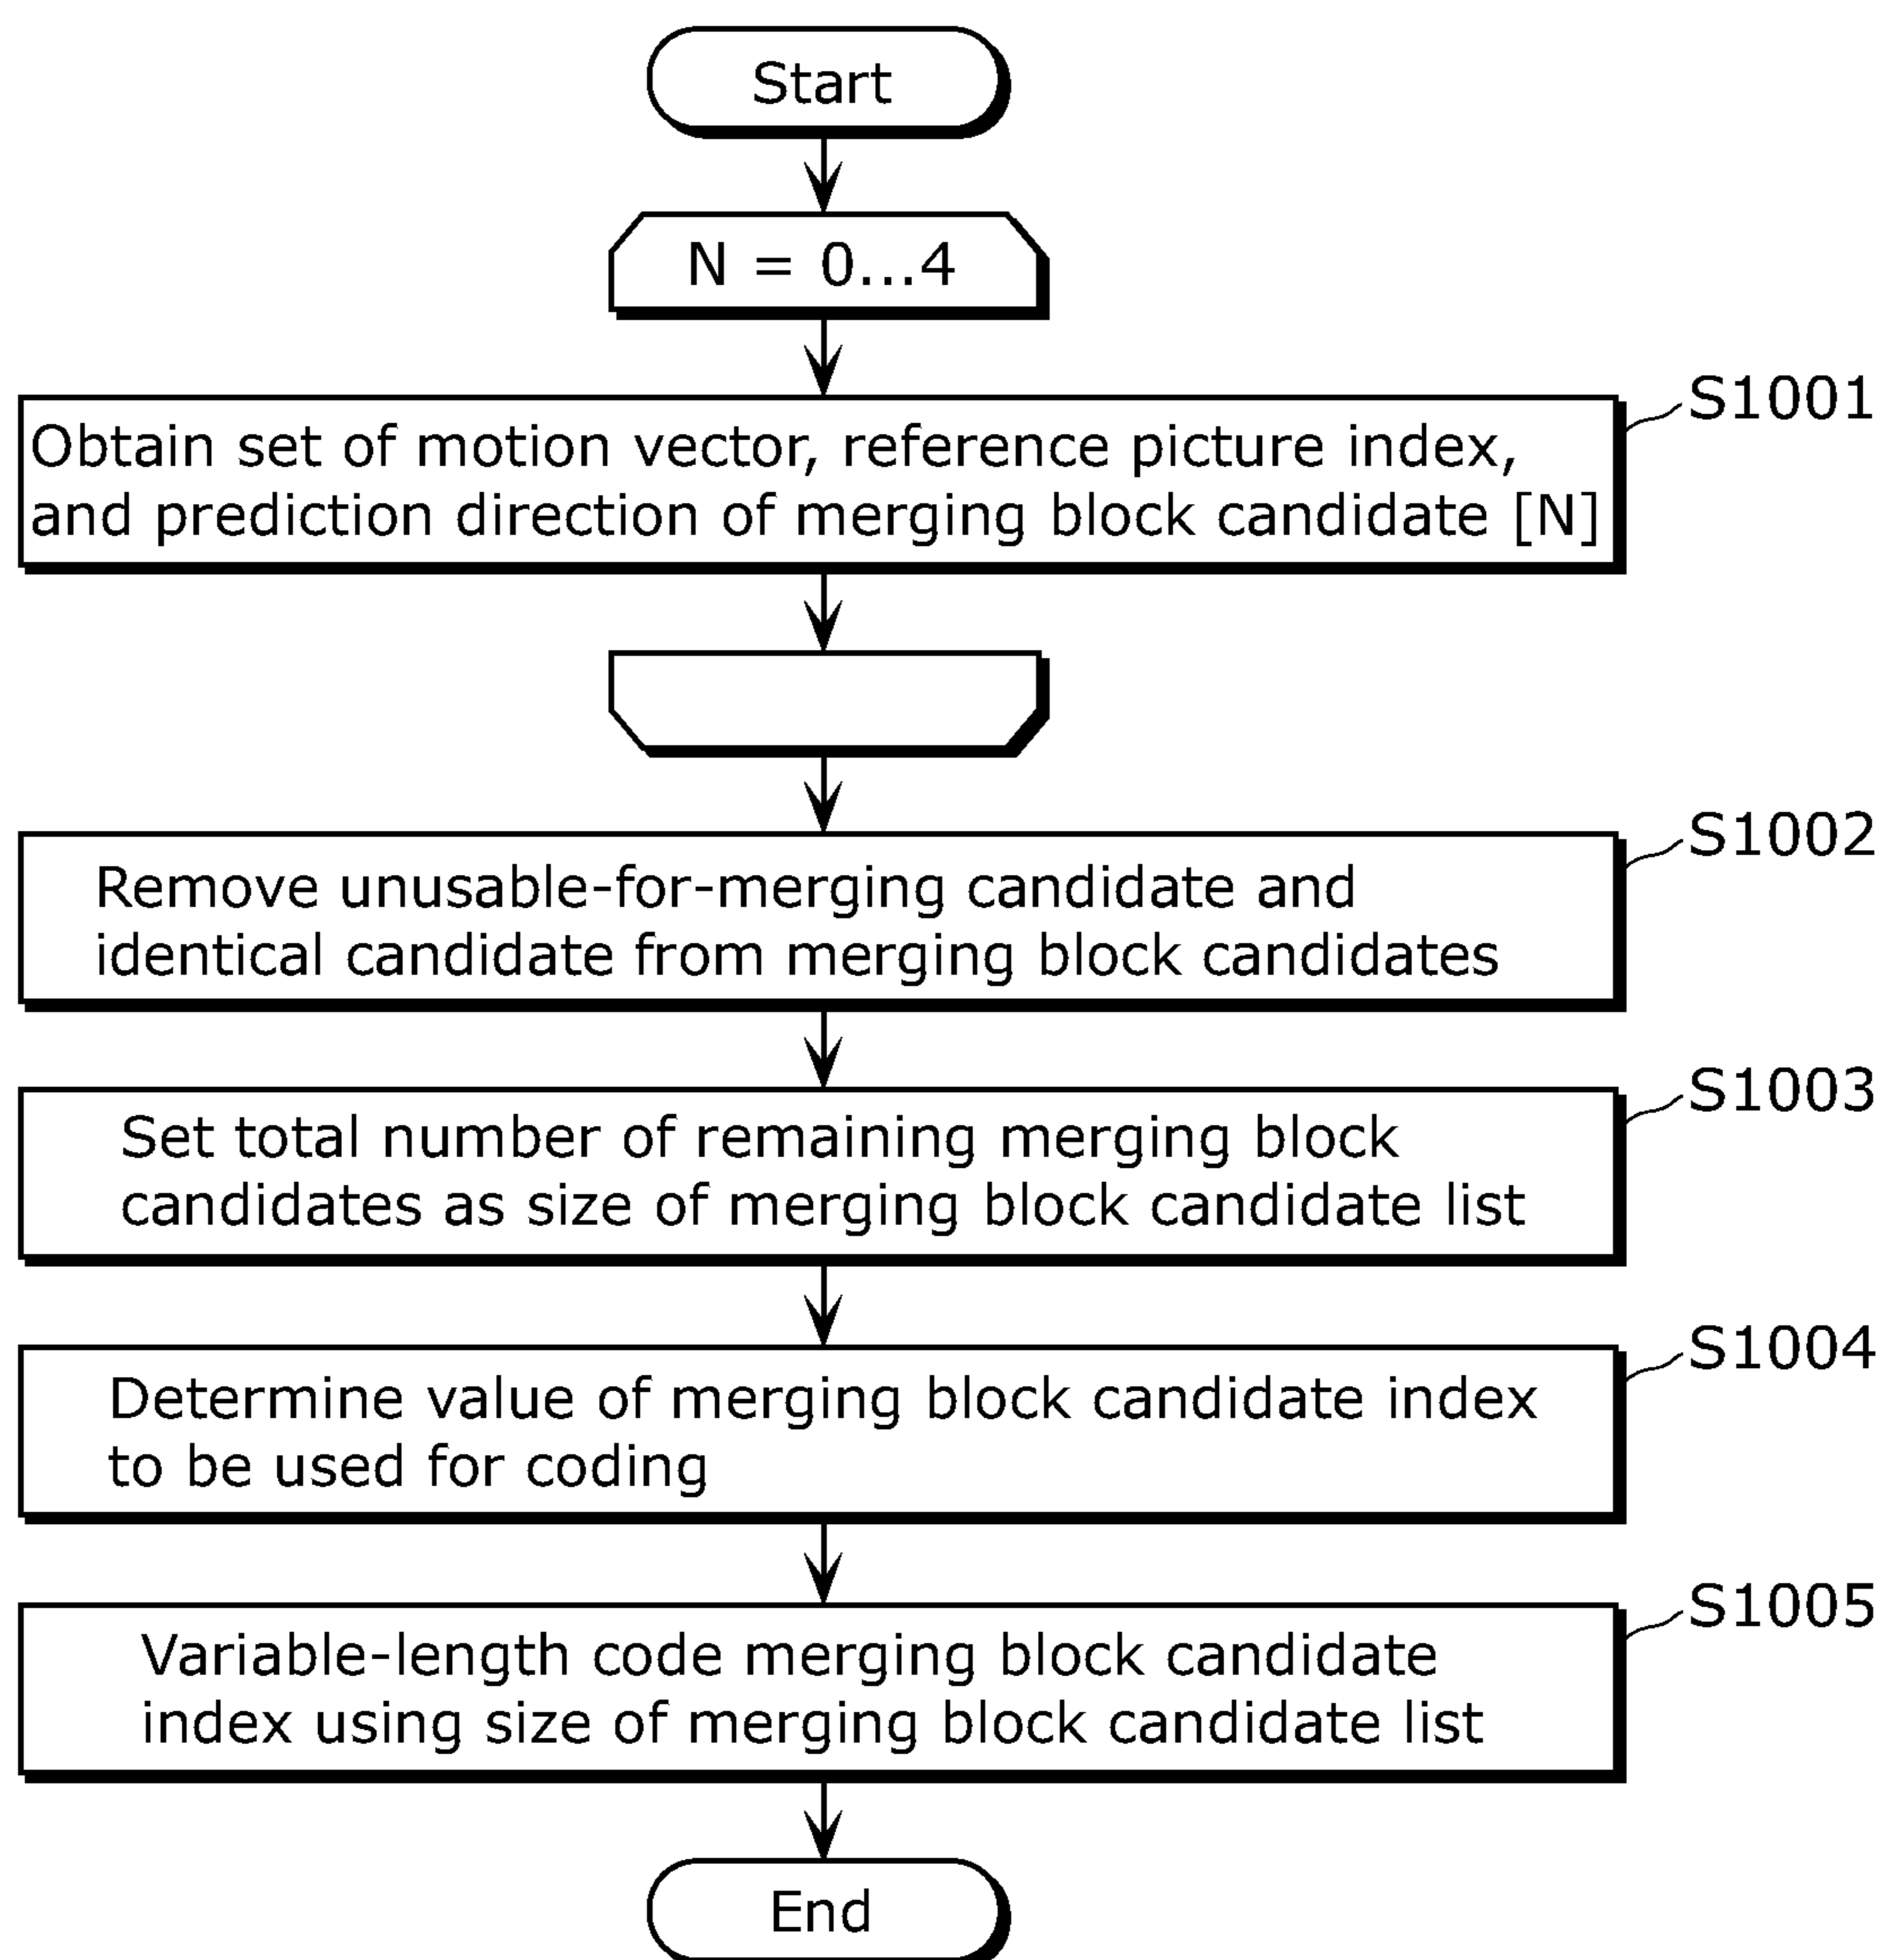 Start
N = 0...4
S1001
Obtain set of motion vector, reference picture index,
and prediction direction of merging block candidate [N]
S1002
Remove unusable-for-merging candidate and
identical candidate from merging block candidates
S1003
Set total number of remaining merging block
candidates as size of merging block candidate list
S1004
Determine value of merging block candidate index
to be used for coding
S1005
Variable-length code merging block candidate
index using size of merging block candidate list
End